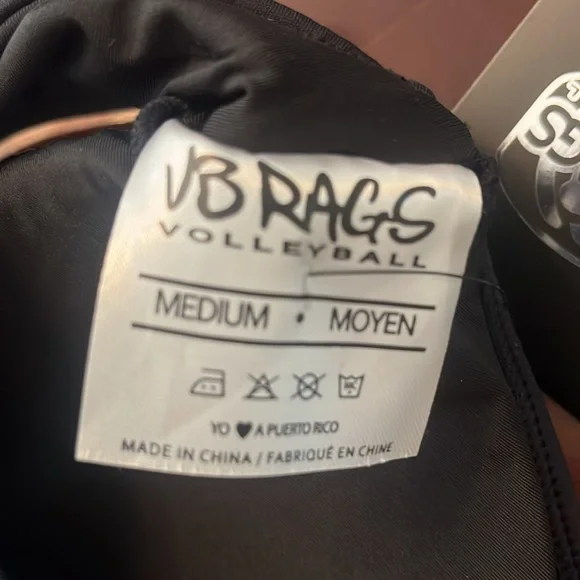 VB RAGS
VOLLEYBALL
MEDIUM • MOYEN
YO ♥ A PUERTO RICO
MADE IN CHINA / FABRIQUÉ EN CHINE